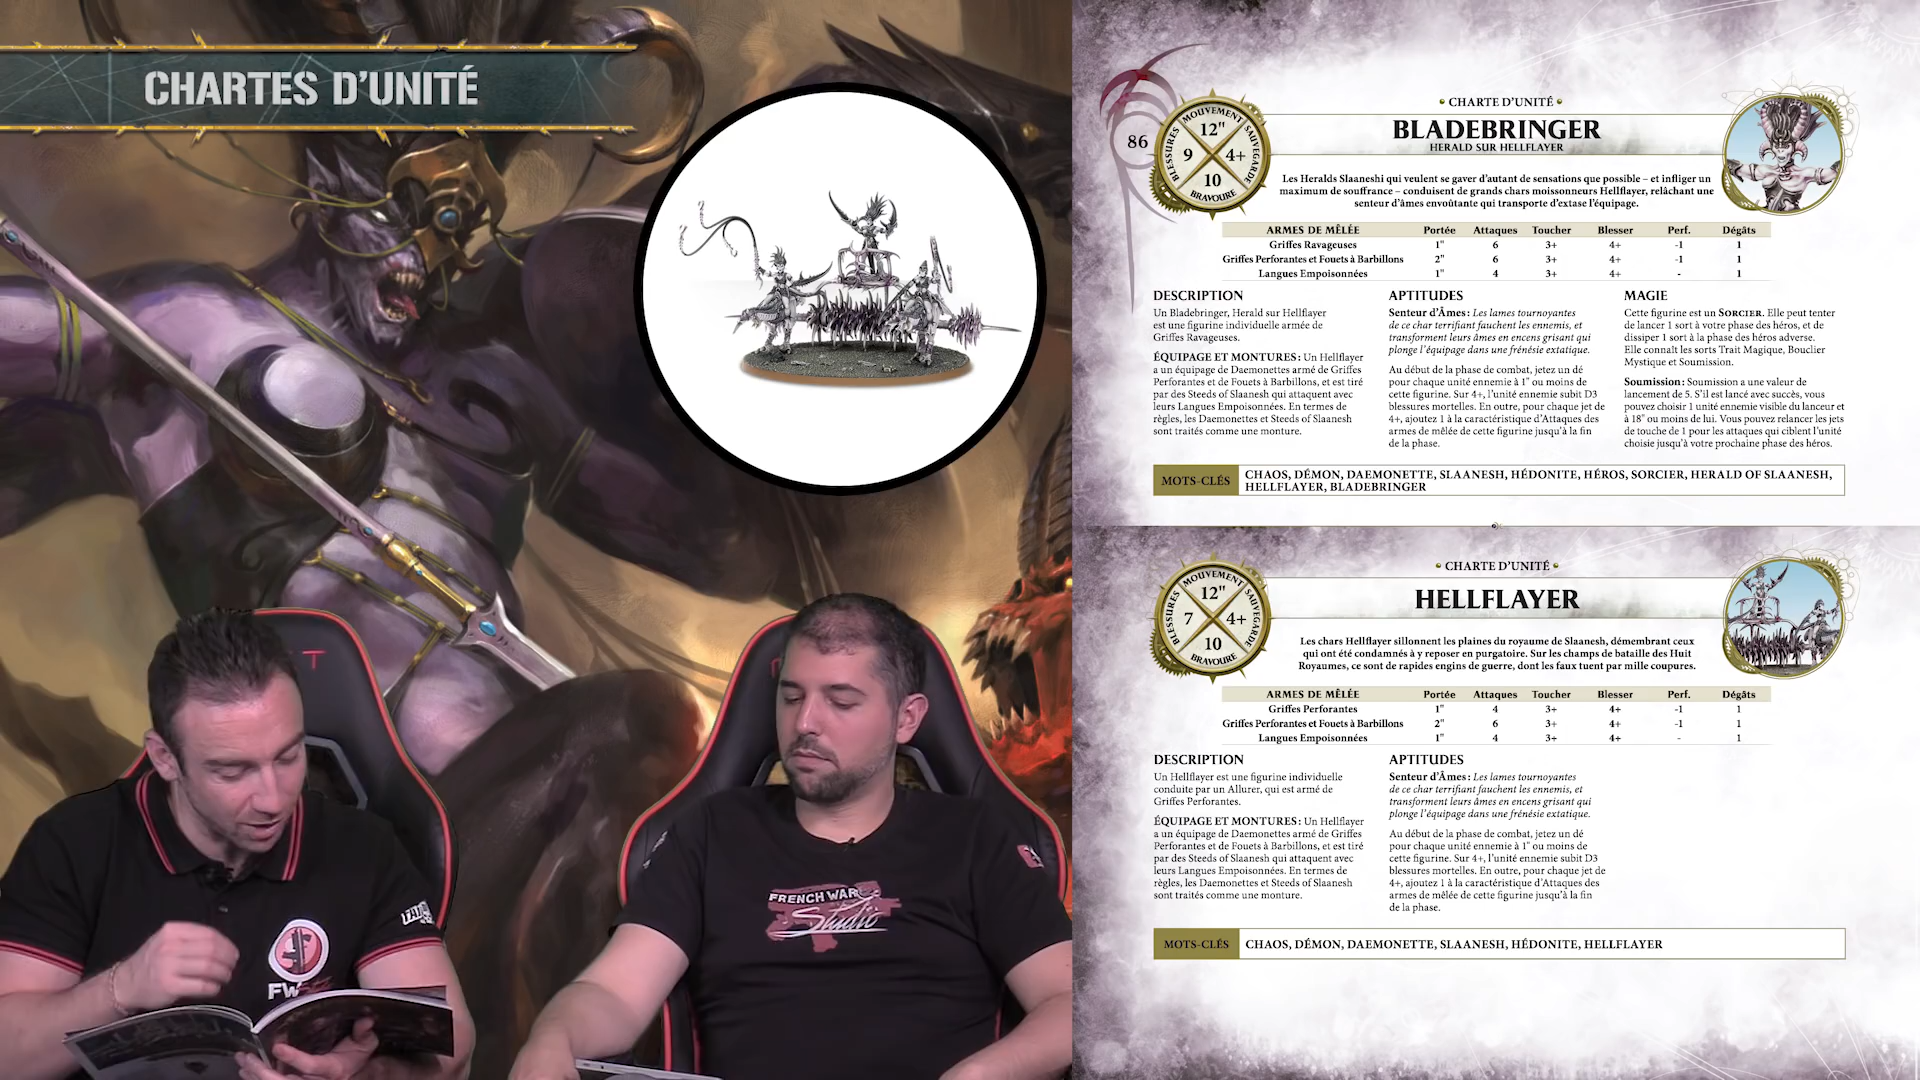 CHARTES D'UNITÉ
86
MOUVEMENT
12"
BLESSURES
9
4+
SAUVEGARDE
10
BRAVOURE
• CHARTE D'UNITÉ •
BLADEBRINGER
HERALD SUR HELLFLAYER
Les Heralds Slaaneshi qui veulent se gaver d'autant de sensations que possible – et infliger un
maximum de souffrance – conduisent de grands chars moissonneurs Hellflayer, relâchant une
senteur d'âmes envoûtante qui transporte d'extase l'équipage.
ARMES DE MÊLÉE Portée Attaques Toucher Blesser Perf. Dégâts
Griffes Ravageuses 1" 6 3+ 4+ -1 1
Griffes Perforantes et Fouets à Barbillons 2" 6 3+ 4+ -1 1
Langues Empoisonnées 1" 4 3+ 4+ - 1
DESCRIPTION
Un Bladebringer, Herald sur Hellflayer
est une figurine individuelle armée de
Griffes Ravageuses.
ÉQUIPAGE ET MONTURES : Un Hellflayer
a un équipage de Daemonettes armé de Griffes
Perforantes et de Fouets à Barbillons, et est tiré
par des Steeds of Slaanesh qui attaquent avec
leurs Langues Empoisonnées. En termes de
règles, les Daemonettes et Steeds of Slaanesh
sont traités comme une monture.
APTITUDES
Senteur d'Âmes : Les lames tournoyantes
de ce char terrifiant fauchent les ennemis, et
transforment leurs âmes en encens grisant qui
plonge l'équipage dans une frénésie extatique.
Au début de la phase de combat, jetez un dé
pour chaque unité ennemie à 1" ou moins de
cette figurine. Sur 4+, l'unité ennemie subit D3
blessures mortelles. En outre, pour chaque jet de
4+, ajoutez 1 à la caractéristique d'Attaques des
armes de mêlée de cette figurine jusqu'à la fin
de la phase.
MAGIE
Cette figurine est un SORCIER. Elle peut tenter
de lancer 1 sort à votre phase des héros, et de
dissiper 1 sort à la phase des héros adverse.
Elle connaît les sorts Trait Magique, Bouclier
Mystique et Soumission.
Soumission : Soumission a une valeur de
lancement de 5. S'il est lancé avec succès, vous
pouvez choisir 1 unité ennemie visible du lanceur et
à 18" ou moins de lui. Vous pouvez relancer les jets
de touche de 1 pour les attaques qui ciblent l'unité
choisie jusqu'à votre prochaine phase des héros.
MOTS-CLÉS
CHAOS, DÉMON, DAEMONETTE, SLAANESH, HÉDONITE, HÉROS, SORCIER, HERALD OF SLAANESH,
HELLFLAYER, BLADEBRINGER
MOUVEMENT
12"
BLESSURES
7
4+
SAUVEGARDE
10
BRAVOURE
• CHARTE D'UNITÉ •
HELLFLAYER
Les chars Hellflayer sillonnent les plaines du royaume de Slaanesh, démembrant ceux
qui ont été condamnés à y reposer en purgatoire. Sur les champs de bataille des Huit
Royaumes, ce sont de rapides engins de guerre, dont les faux tuent par mille coupures.
ARMES DE MÊLÉE Portée Attaques Toucher Blesser Perf. Dégâts
Griffes Perforantes 1" 4 3+ 4+ -1 1
Griffes Perforantes et Fouets à Barbillons 2" 6 3+ 4+ -1 1
Langues Empoisonnées 1" 4 3+ 4+ - 1
DESCRIPTION
Un Hellflayer est une figurine individuelle
conduite par un Allurer, qui est armé de
Griffes Perforantes.
ÉQUIPAGE ET MONTURES : Un Hellflayer
a un équipage de Daemonettes armé de Griffes
Perforantes et de Fouets à Barbillons, et est tiré
par des Steeds of Slaanesh qui attaquent avec
leurs Langues Empoisonnées. En termes de
règles, les Daemonettes et Steeds of Slaanesh
sont traités comme une monture.
APTITUDES
Senteur d'Âmes : Les lames tournoyantes
de ce char terrifiant fauchent les ennemis, et
transforment leurs âmes en encens grisant qui
plonge l'équipage dans une frénésie extatique.
Au début de la phase de combat, jetez un dé
pour chaque unité ennemie à 1" ou moins de
cette figurine. Sur 4+, l'unité ennemie subit D3
blessures mortelles. En outre, pour chaque jet de
4+, ajoutez 1 à la caractéristique d'Attaques des
armes de mêlée de cette figurine jusqu'à la fin
de la phase.
MOTS-CLÉS
CHAOS, DÉMON, DAEMONETTE, SLAANESH, HÉDONITE, HELLFLAYER
FRENCH WAR
Studio
FW